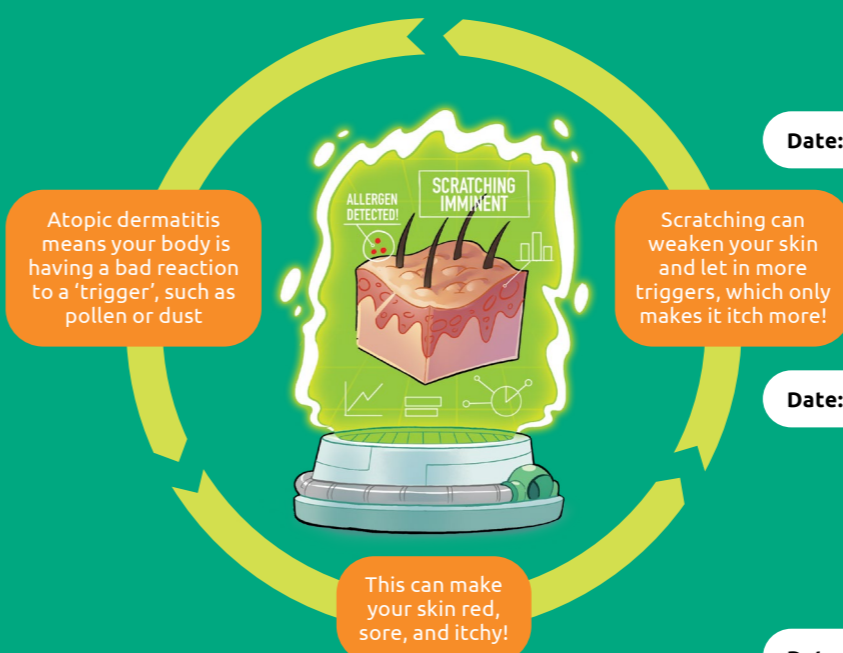 Date:
ALLERGEN
DETECTED!
SCRATCHING
IMMINENT
Atopic dermatitis
means your body is
having a bad reaction
to a ‘trigger’, such as
pollen or dust
Scratching can
weaken your skin
and let in more
triggers, which only
makes it itch more!
Date:
This can make
your skin red,
sore, and itchy!